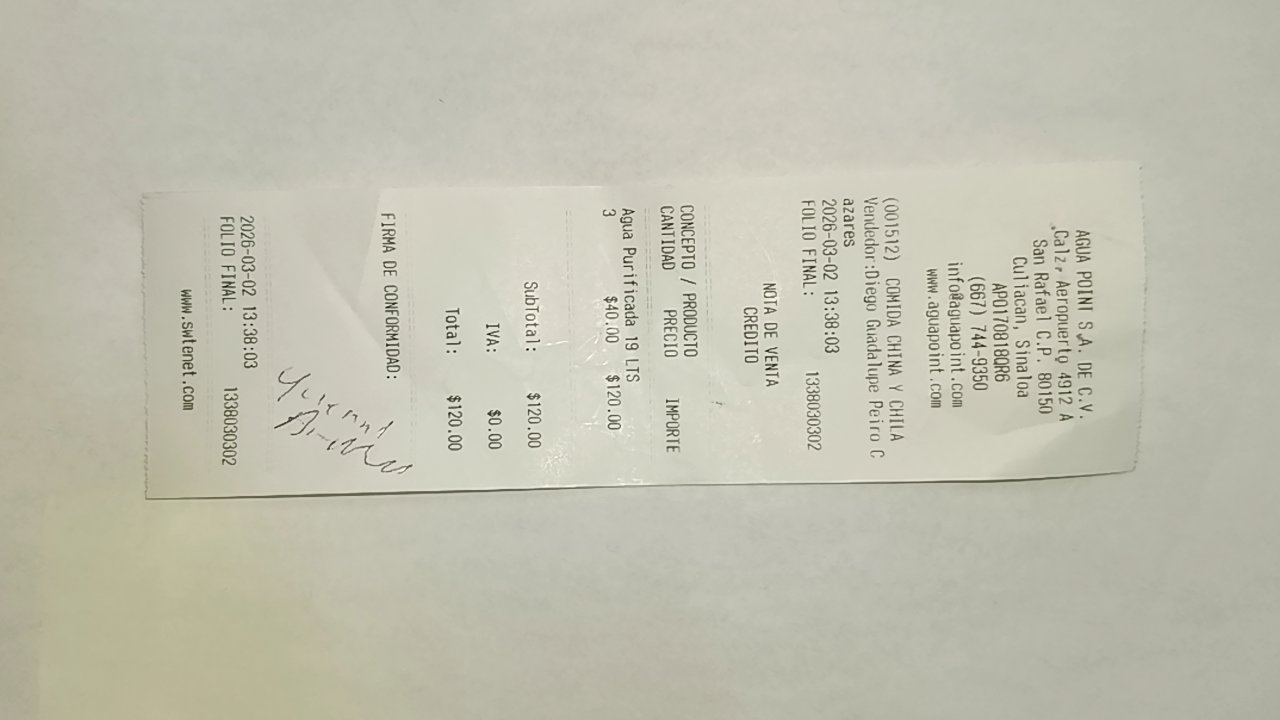 AGUA POINT S.A. DE C.V.
Calz. Aeropuerto 4912 A
San Rafael C.P. 80150
Culiacan, Sinaloa
APO170818QR6
(667) 744-9350
info@aguapoint.com
www.aguapoint.com
(001512) COMIDA CHINA Y CHILA
Vendedor:Diego Guadalupe Peiro C
azares
2026-03-02 13:38:03
FOLIO FINAL: 1338030302
NOTA DE VENTA
CREDITO
CONCEPTO / PRODUCTO
CANTIDAD PRECIO IMPORTE
Agua Purificada 19 LTS
3 $40.00 $120.00
SubTotal: $120.00
IVA: $0.00
Total: $120.00
FIRMA DE CONFORMIDAD:
2026-03-02 13:38:03
FOLIO FINAL: 1338030302
www.swtenet.com